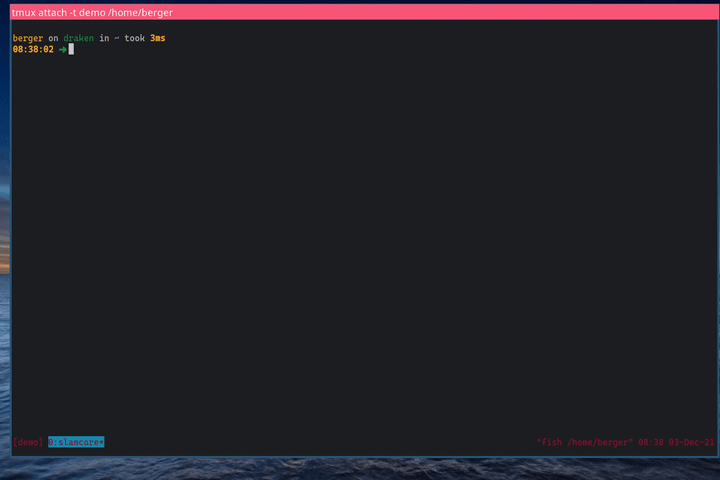 tmux attach -t demo /home/berger
berger on draken in ~ took 3ms
08:38:02 ➜
[demo] 0:slamcore* "fish /home/berger" 08:38 03-Dec-21